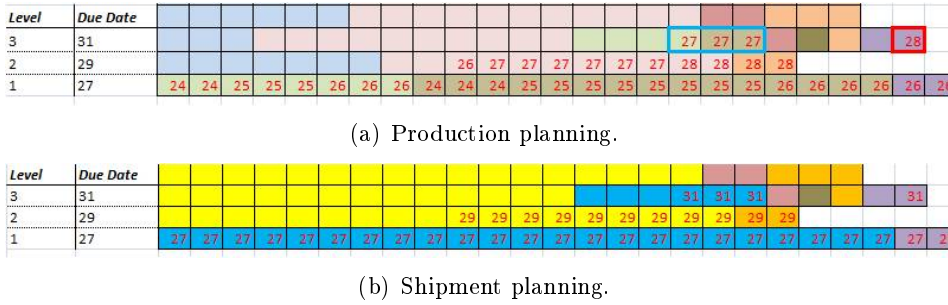 Level Due Date
3 31 27 27 27 28
2 29 26 27 27 27 27 27 27 28 28 28 28
1 27 24 24 25 25 25 26 26 26 24 24 24 25 25 25 25 25 25 25 25 26 26 26 26 26
(a) Production planning.
Level Due Date
3 31 31 31 31 31
2 29 29 29 29 29 29 29 29 29 29 29 29
1 27 27 27 27 27 27 27 27 27 27 27 27 27 27 27 27 27 27 27 27 27 27 27 27 27
(b) Shipment planning.